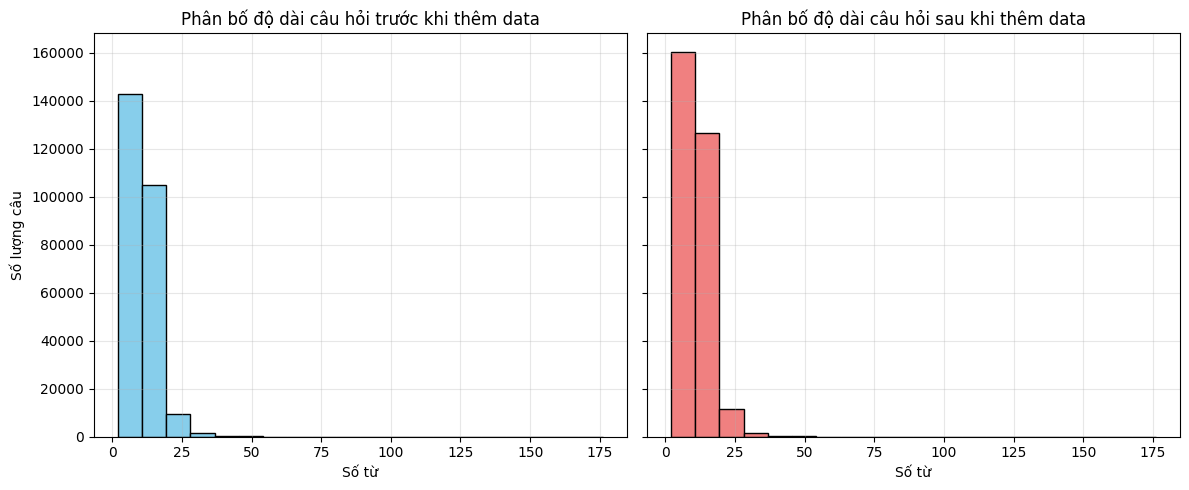 Phân bố độ dài câu hỏi trước khi thêm data
Phân bố độ dài câu hỏi sau khi thêm data
160000
140000
120000
100000
80000
60000
40000
20000
0
Số lượng câu
0 25 50 75 100 125 150 175
Số từ
0 25 50 75 100 125 150 175
Số từ